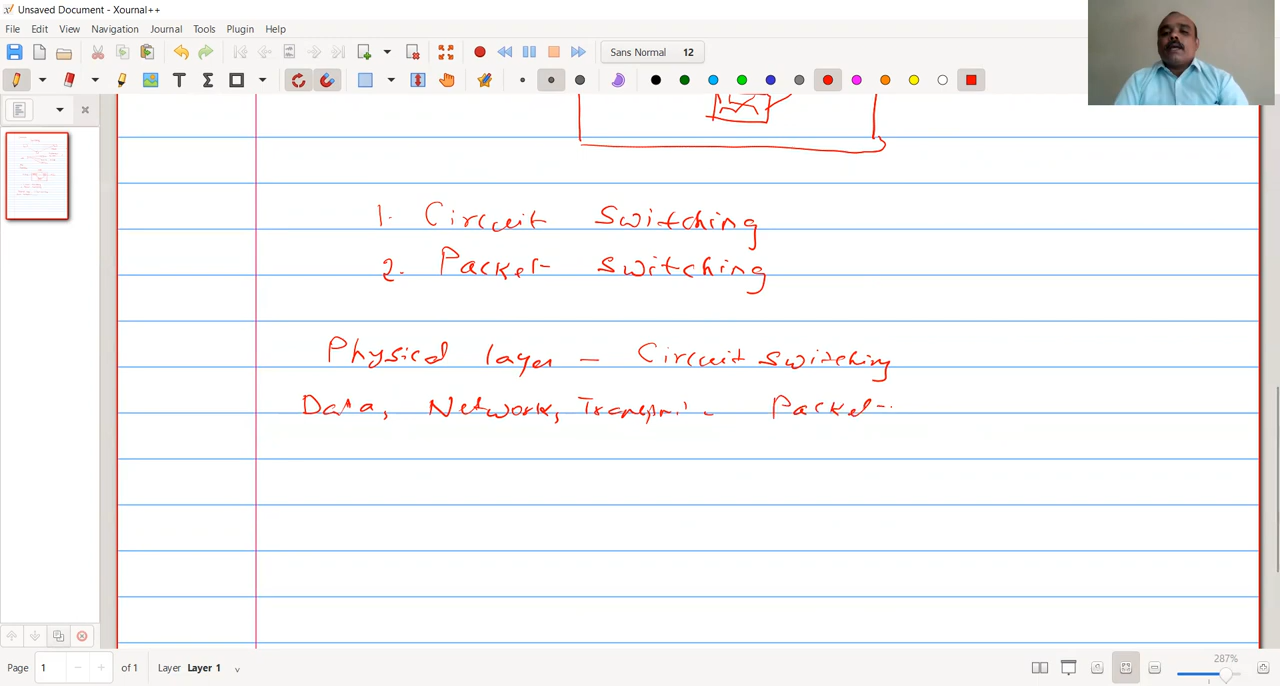 Unsaved Document - Xournal++
File Edit View Navigation Journal Tools Plugin Help
Sans Normal 12
1. Circuit Switching
2. Packet switching
Physical layer - Circuit switching
Data, Network, - Packet-
Page 1 of 1 Layer Layer 1 287%